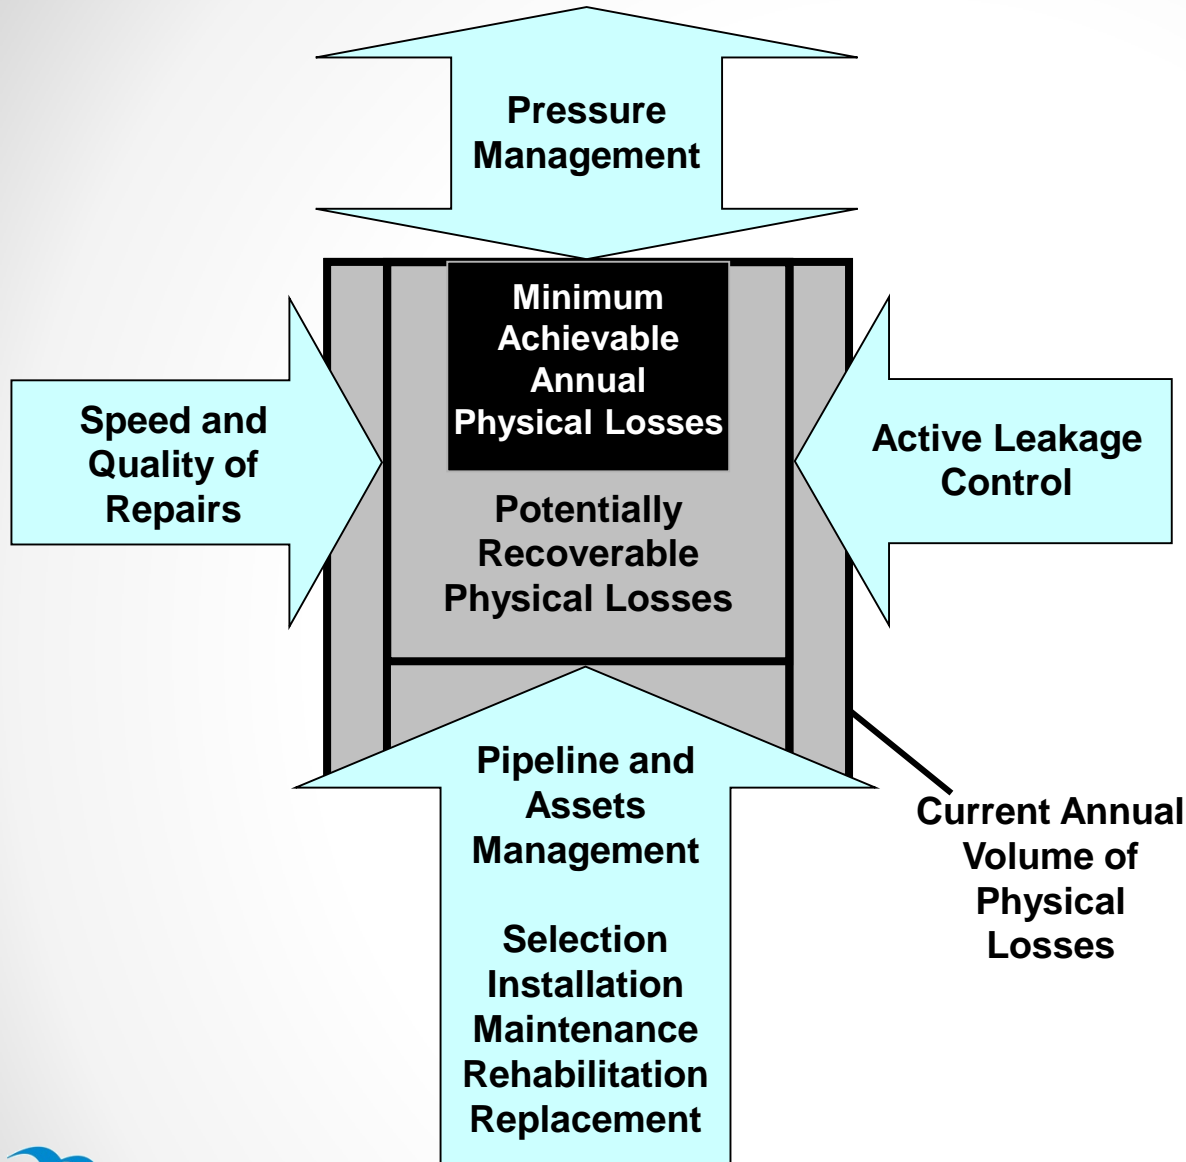 Pressure
Management
Minimum
Achievable
Annual
Physical Losses
Speed and
Quality of
Repairs
Active Leakage
Control
Potentially
Recoverable
Physical Losses
Pipeline and
Assets
Management
Selection
Installation
Maintenance
Rehabilitation
Replacement
Current Annual
Volume of
Physical
Losses